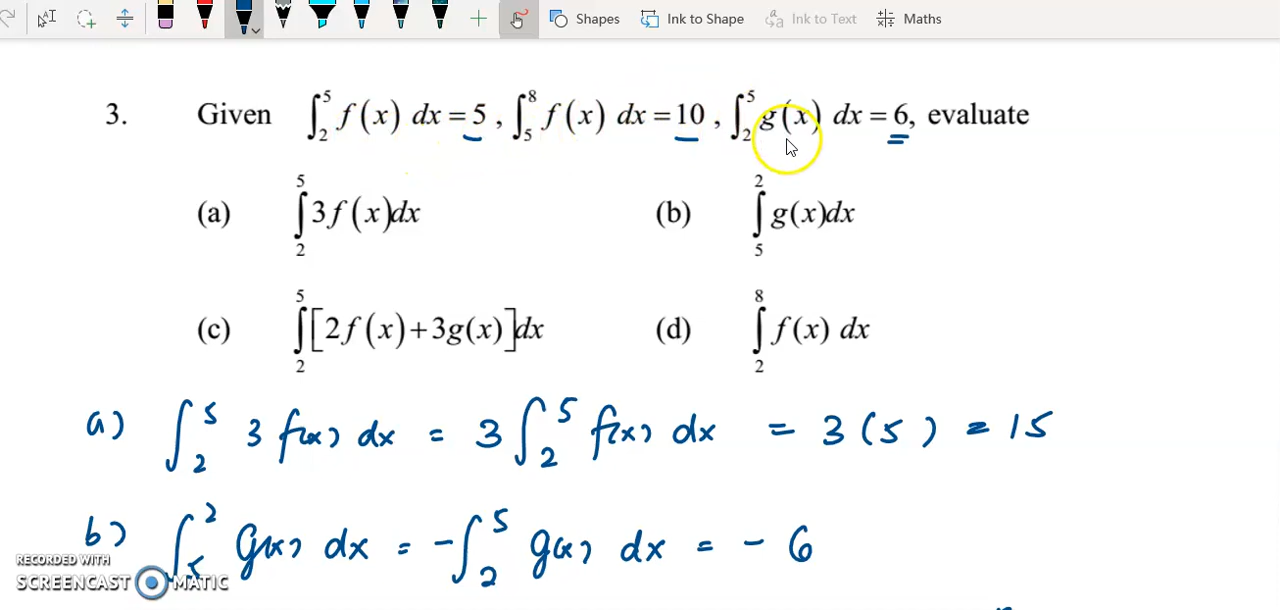 Shapes Ink to Shape Ink to Text Maths
3. Given ∫₂⁵ f(x) dx = 5, ∫₅⁸ f(x) dx = 10, ∫₂⁵ g(x) dx = 6, evaluate
(a) ∫₂⁵ 3f(x)dx (b) ∫₅² g(x)dx
(c) ∫₂⁵ [2f(x)+3g(x)]dx (d) ∫₂⁸ f(x) dx
a) ∫₂⁵ 3 f(x) dx = 3 ∫₂⁵ f(x) dx = 3(5) = 15
b) ∫₅² g(x) dx = - ∫₂⁵ g(x) dx = - 6
RECORDED WITH
SCREENCAST MATIC